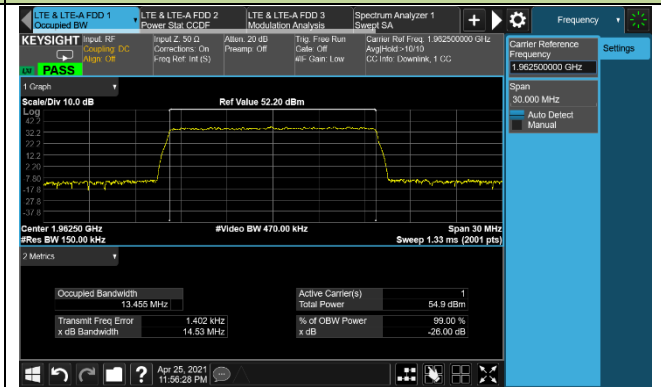 LTE & LTE-A FDD 1
Occupied BW
LTE & LTE-A FDD 2
Power Stat CCDF
LTE & LTE-A FDD 3
Modulation Analysis
Spectrum Analyzer 1
Swept SA
Frequency
KEYSIGHT
Input: RF
Coupling: DC
Align: Off
Input Z: 50 Ω
Corrections: On
Freq Ref: Int (S)
Atten: 20 dB
Preamp: Off
Trig: Free Run
Gate: Off
#IF Gain: Low
Carrier Ref Freq: 1.962500000 GHz
Avg|Hold:>10/10
CC Info: Downlink, 1 CC
LV PASS
Carrier Reference
Frequency
1.962500000 GHz
Settings
Span
30.000 MHz
Auto Detect
Manual
1 Graph
Scale/Div 10.0 dB
Ref Value 52.20 dBm
Log
42.2
32.2
22.2
12.2
2.20
-7.80
-17.8
-27.8
-37.8
Center 1.96250 GHz
#Video BW 470.00 kHz
Span 30 MHz
#Res BW 150.00 kHz
Sweep 1.33 ms (2001 pts)
2 Metrics
Occupied Bandwidth
13.455 MHz
Active Carrier(s) 1
Total Power 54.9 dBm
Transmit Freq Error 1.402 kHz
x dB Bandwidth 14.53 MHz
% of OBW Power 99.00 %
x dB -26.00 dB
?
Apr 25, 2021
11:56:28 PM